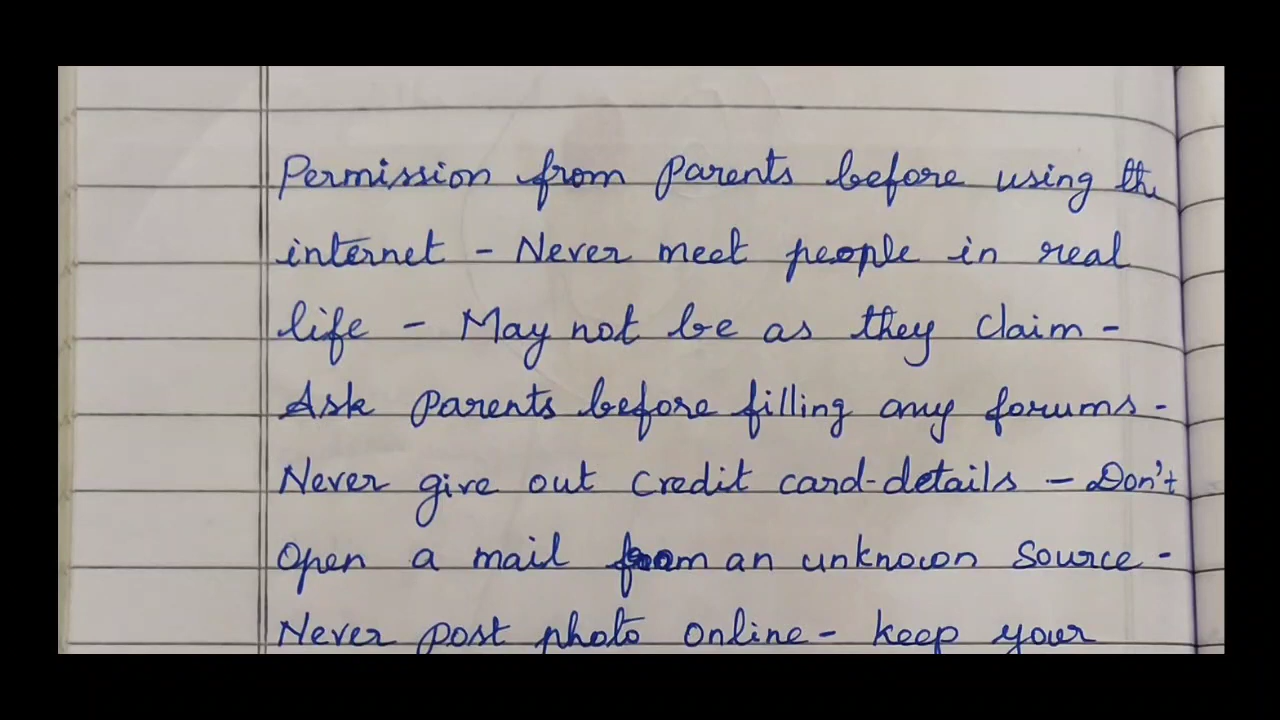 Permission from parents before using th
internet - Never meet people in real
life - May not be as they claim -
Ask parents before filling any forums -
Never give out credit card-details - Don't
open a mail from an unknown source -
Never post photo online - keep your